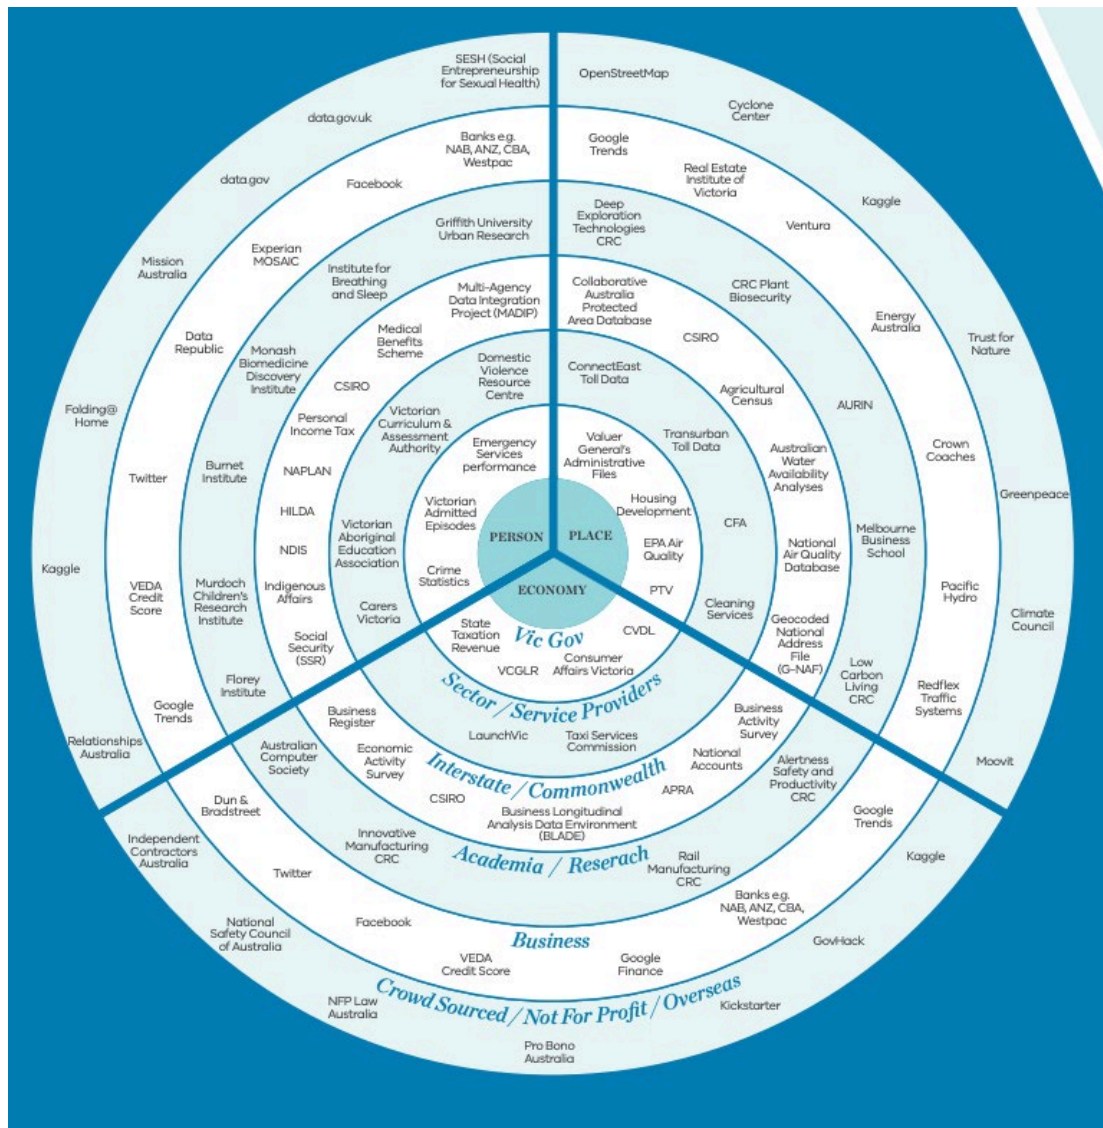 SESH (Social
Entrepreneurship
for Sexual Health)
data.gov.uk
data.gov
Mission
Australia
Folding@
Home
Kaggle
Relationships
Australia
Banks e.g.
NAB, ANZ, CBA,
Westpac
Facebook
Experian
MOSAIC
Data
Republic
Twitter
VEDA
Credit
Score
Google
Trends
Griffith University
Urban Research
Institute for
Breathing
and Sleep
Monash
Biomedicine
Discovery
Institute
Burnet
Institute
Murdoch
Children's
Research
Institute
Florey
Institute
Multi-Agency
Data Integration
Project (MADIP)
Medical
Benefits
Scheme
CSIRO
Personal
Income Tax
NAPLAN
HILDA
NDIS
Indigenous
Affairs
Social
Security
(SSR)
Domestic
Violence
Resource
Centre
Victorian
Curriculum &
Assessment
Authority
Victorian
Aboriginal
Education
Association
Carers
Victoria
Emergency
Services
performance
Victorian
Admitted
Episodes
Crime
Statistics
PERSON
OpenStreetMap
Cyclone
Center
Kaggle
Trust for
Nature
Greenpeace
Climate
Council
Moovit
Google
Trends
Real Estate
Institute of
Victoria
Ventura
Energy
Australia
Crown
Coaches
Pacific
Hydro
Redflex
Traffic
Systems
Deep
Exploration
Technologies
CRC
CRC Plant
Biosecurity
AURIN
Melbourne
Business
School
Low
Carbon
Living
CRC
Collaborative
Australia
Protected
Area Database
CSIRO
Agricultural
Census
Australian
Water
Availability
Analyses
National
Air Quality
Database
Geocoded
National
Address
File
(G-NAF)
ConnectEast
Toll Data
Transurban
Toll Data
CFA
Cleaning
Services
Valuer
General's
Administrative
Files
Housing
Development
EPA Air
Quality
PTV
PLACE
ECONOMY
Vic Gov
State
Taxation
Revenue
VCGLR
Consumer
Affairs Victoria
CVDL
Sector / Service Providers
LaunchVic
Taxi Services
Commission
Interstate / Commonwealth
Business
Register
Economic
Activity
Survey
CSIRO
Business Longitudinal
Analysis Data Environment
(BLADE)
APRA
National
Accounts
Business
Activity
Survey
Academia / Reserach
Australian
Computer
Society
Innovative
Manufacturing
CRC
Rail
Manufacturing
CRC
Alertness
Safety and
Productivity
CRC
Business
Dun &
Bradstreet
Twitter
Facebook
VEDA
Credit Score
Google
Finance
Banks e.g.
NAB, ANZ, CBA,
Westpac
Google
Trends
Crowd Sourced / Not For Profit / Overseas
Independent
Contractors
Australia
National
Safety Council
of Australia
NFP Law
Australia
Pro Bono
Australia
Kickstarter
GovHack
Kaggle